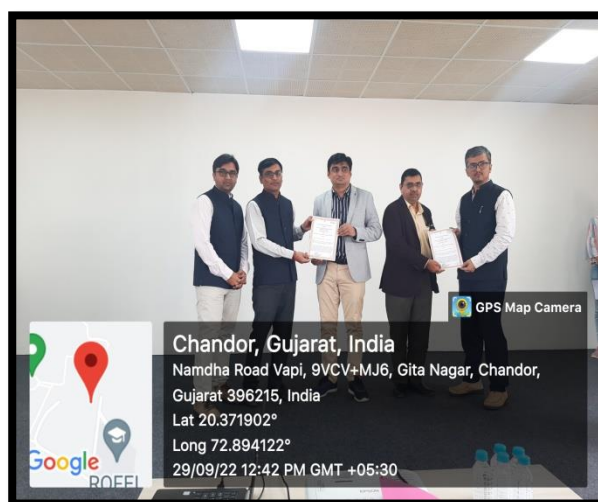 GPS Map Camera
Chandor, Gujarat, India
Namdha Road Vapi, 9VCV+MJ6, Gita Nagar, Chandor,
Gujarat 396215, India
Lat 20.371902°
Long 72.894122°
29/09/22 12:42 PM GMT +05:30
Google
ROFEL